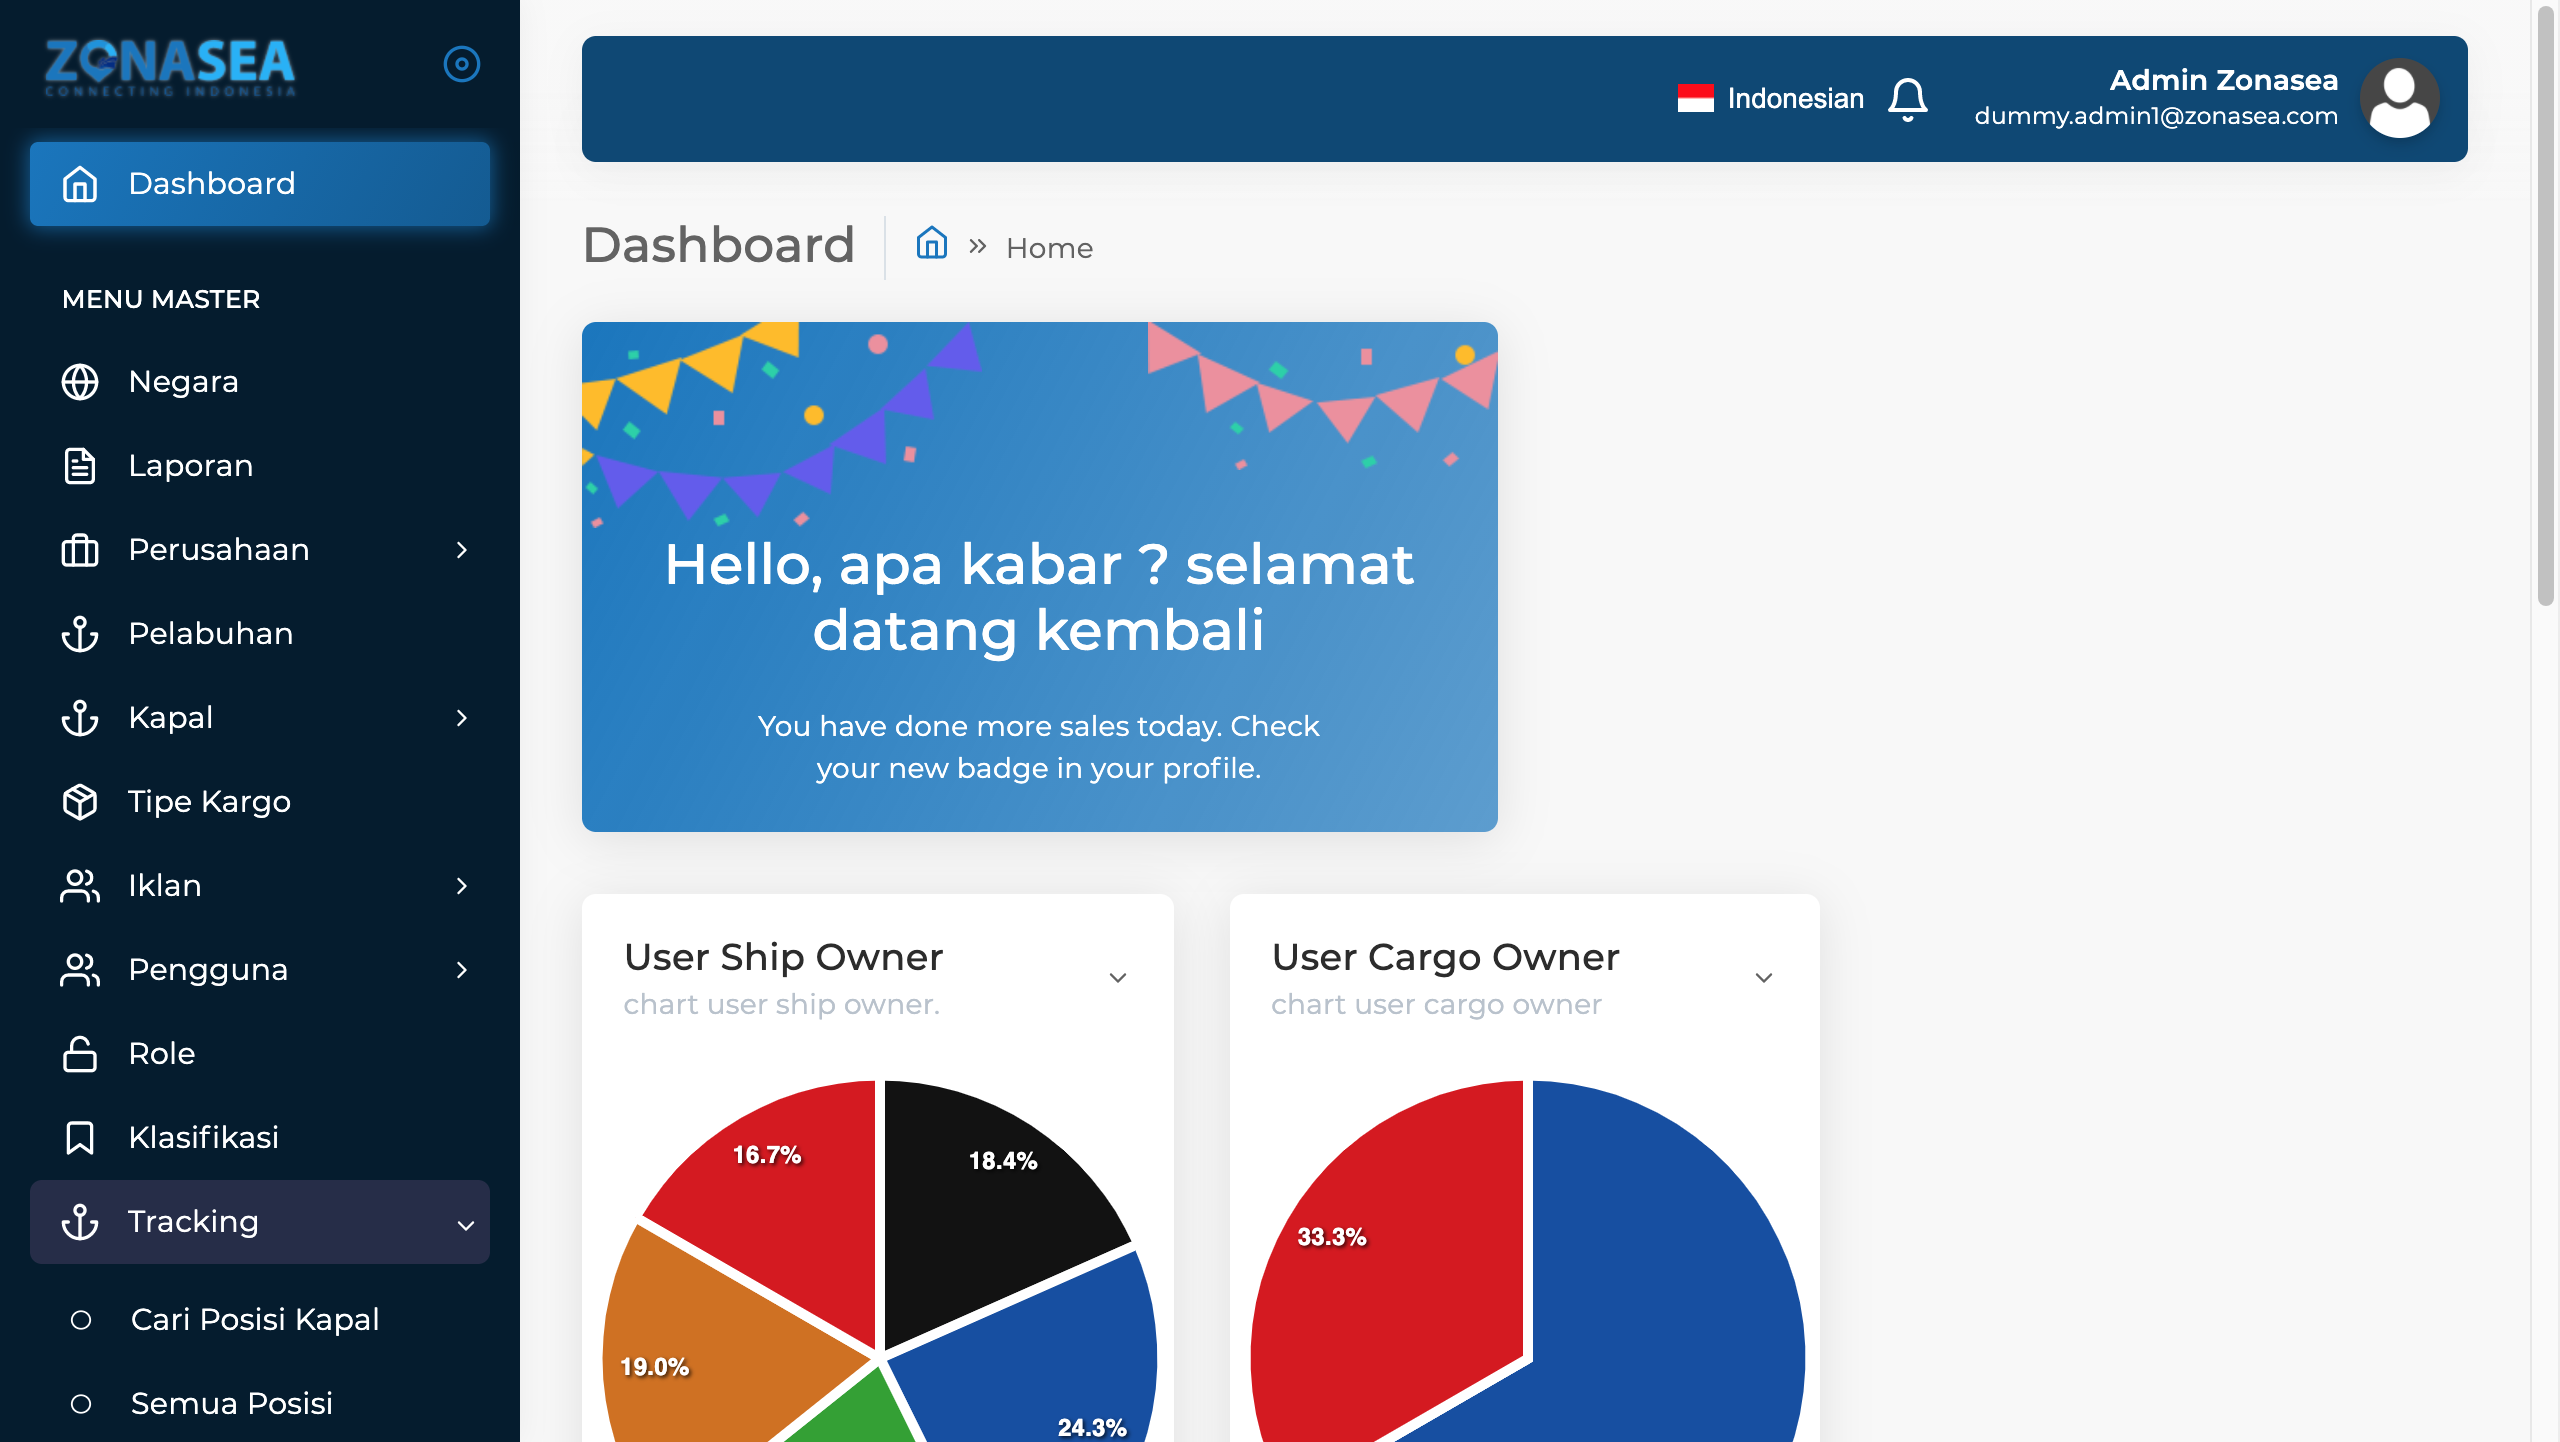 ZONASEA
CONNECTING INDONESIA
Dashboard
MENU MASTER
Negara
Laporan
Perusahaan
Pelabuhan
Kapal
Tipe Kargo
Iklan
Pengguna
Role
Klasifikasi
Tracking
Cari Posisi Kapal
Semua Posisi
Indonesian
Admin Zonasea
dummy.admin1@zonasea.com
Dashboard
» Home
Hello, apa kabar ? selamat
datang kembali
You have done more sales today. Check
your new badge in your profile.
User Ship Owner
chart user ship owner.
16.7%
18.4%
19.0%
24.3%
User Cargo Owner
chart user cargo owner
33.3%